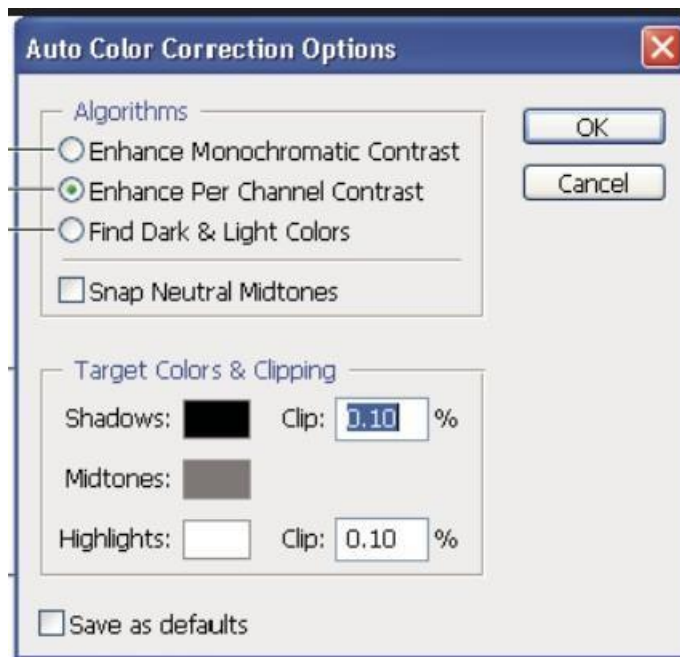 Auto Color Correction Options
Algorithms
Enhance Monochromatic Contrast
Enhance Per Channel Contrast
Find Dark & Light Colors
Snap Neutral Midtones
OK
Cancel
Target Colors & Clipping
Shadows: Clip: 0.10 %
Midtones:
Highlights: Clip: 0.10 %
Save as defaults